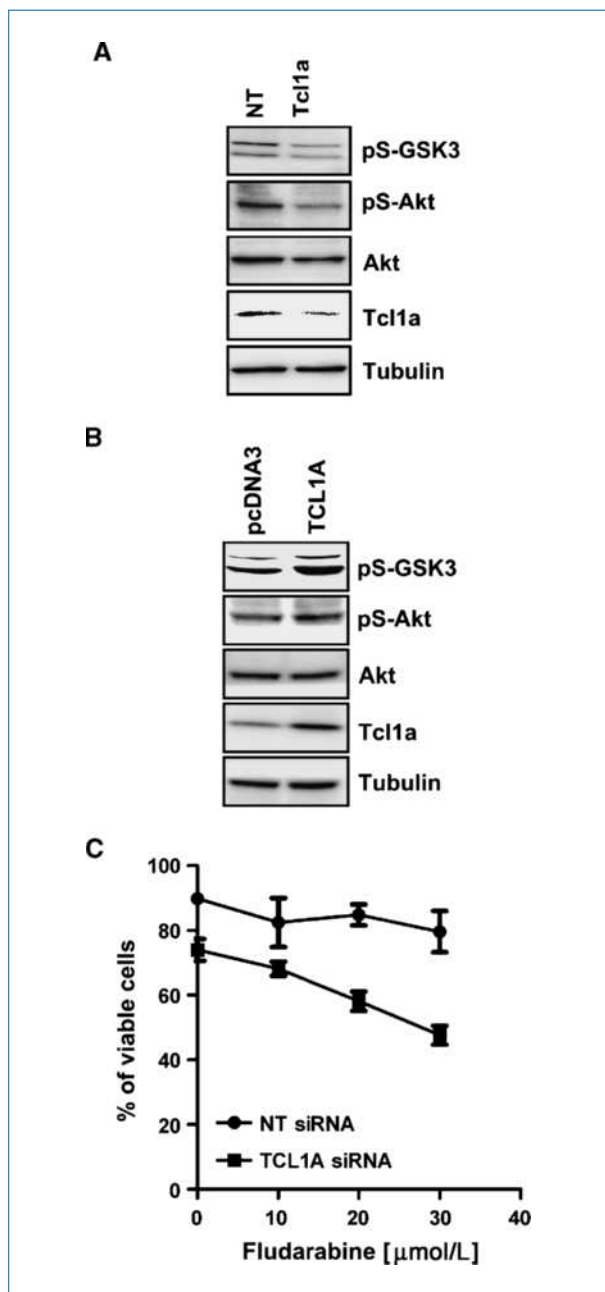 A
NT
Tcl1a
pS-GSK3
pS-Akt
Akt
Tcl1a
Tubulin
B
pcDNA3
TCL1A
pS-GSK3
pS-Akt
Akt
Tcl1a
Tubulin
C
100
80
60
40
20
0
% of viable cells
NT siRNA
TCL1A siRNA
0 10 20 30 40
Fludarabine [µmol/L]